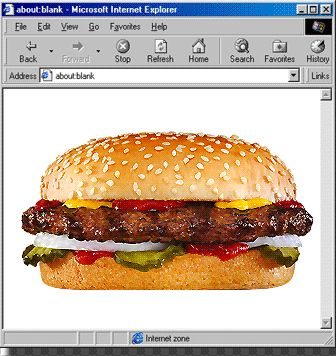 about:blank - Microsoft Internet Explorer
File Edit View Go Favorites Help
Back Forward Stop Refresh Home Search Favorites History
Address about:blank Links
Internet zone